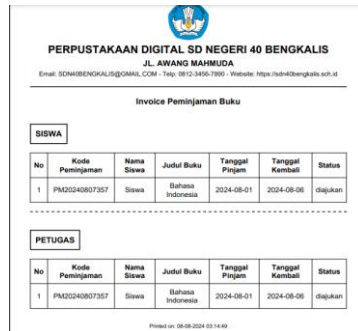 PERPUSTAKAAN DIGITAL SD NEGERI 40 BENGKALIS
JL. AWANG MAHMUDA
Email: SDN40BENGKALIS@GMAIL.COM - Telp: 0812-3456-7890 - Website: https://sdn40bengkalis.sch.id
Invoice Peminjaman Buku
SISWA
No Kode Peminjaman Nama Siswa Judul Buku Tanggal Pinjam Tanggal Kembali Status
1 PM20240807357 Siswa Bahasa Indonesia 2024-08-01 2024-08-06 diajukan
PETUGAS
No Kode Peminjaman Nama Siswa Judul Buku Tanggal Pinjam Tanggal Kembali Status
1 PM20240807357 Siswa Bahasa Indonesia 2024-08-01 2024-08-06 diajukan
Printed on: 08-08-2024 03:14:49